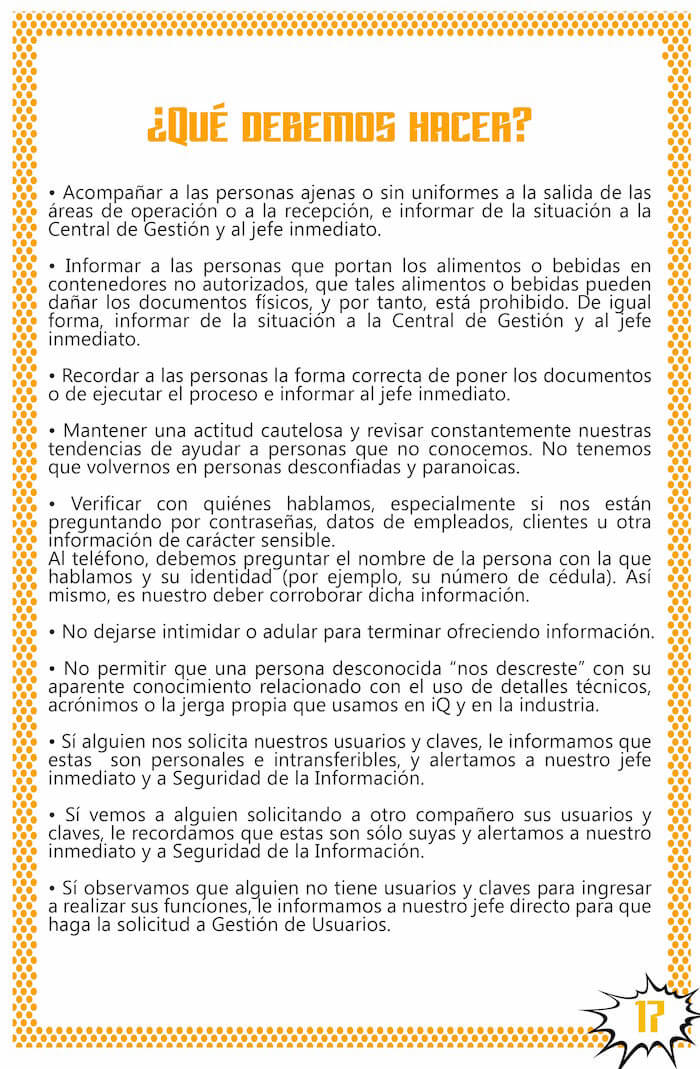 ¿QUÉ DEBEMOS HACER?
• Acompañar a las personas ajenas o sin uniformes a la salida de las
áreas de operación o a la recepción, e informar de la situación a la
Central de Gestión y al jefe inmediato.
• Informar a las personas que portan los alimentos o bebidas en
contenedores no autorizados, que tales alimentos o bebidas pueden
dañar los documentos físicos, y por tanto, está prohibido. De igual
forma, informar de la situación a la Central de Gestión y al jefe
inmediato.
• Recordar a las personas la forma correcta de poner los documentos
o de ejecutar el proceso e informar al jefe inmediato.
• Mantener una actitud cautelosa y revisar constantemente nuestras
tendencias de ayudar a personas que no conocemos. No tenemos
que volvernos en personas desconfiadas y paranoicas.
• Verificar con quiénes hablamos, especialmente si nos están
preguntando por contraseñas, datos de empleados, clientes u otra
información de carácter sensible.
Al teléfono, debemos preguntar el nombre de la persona con la que
hablamos y su identidad (por ejemplo, su número de cédula). Así
mismo, es nuestro deber corroborar dicha información.
• No dejarse intimidar o adular para terminar ofreciendo información.
• No permitir que una persona desconocida “nos descreste” con su
aparente conocimiento relacionado con el uso de detalles técnicos,
acrónimos o la jerga propia que usamos en iQ y en la industria.
• Sí alguien nos solicita nuestros usuarios y claves, le informamos que
estas son personales e intransferibles, y alertamos a nuestro jefe
inmediato y a Seguridad de la Información.
• Sí vemos a alguien solicitando a otro compañero sus usuarios y
claves, le recordamos que estas son sólo suyas y alertamos a nuestro
inmediato y a Seguridad de la Información.
• Sí observamos que alguien no tiene usuarios y claves para ingresar
a realizar sus funciones, le informamos a nuestro jefe directo para que
haga la solicitud a Gestión de Usuarios.
17